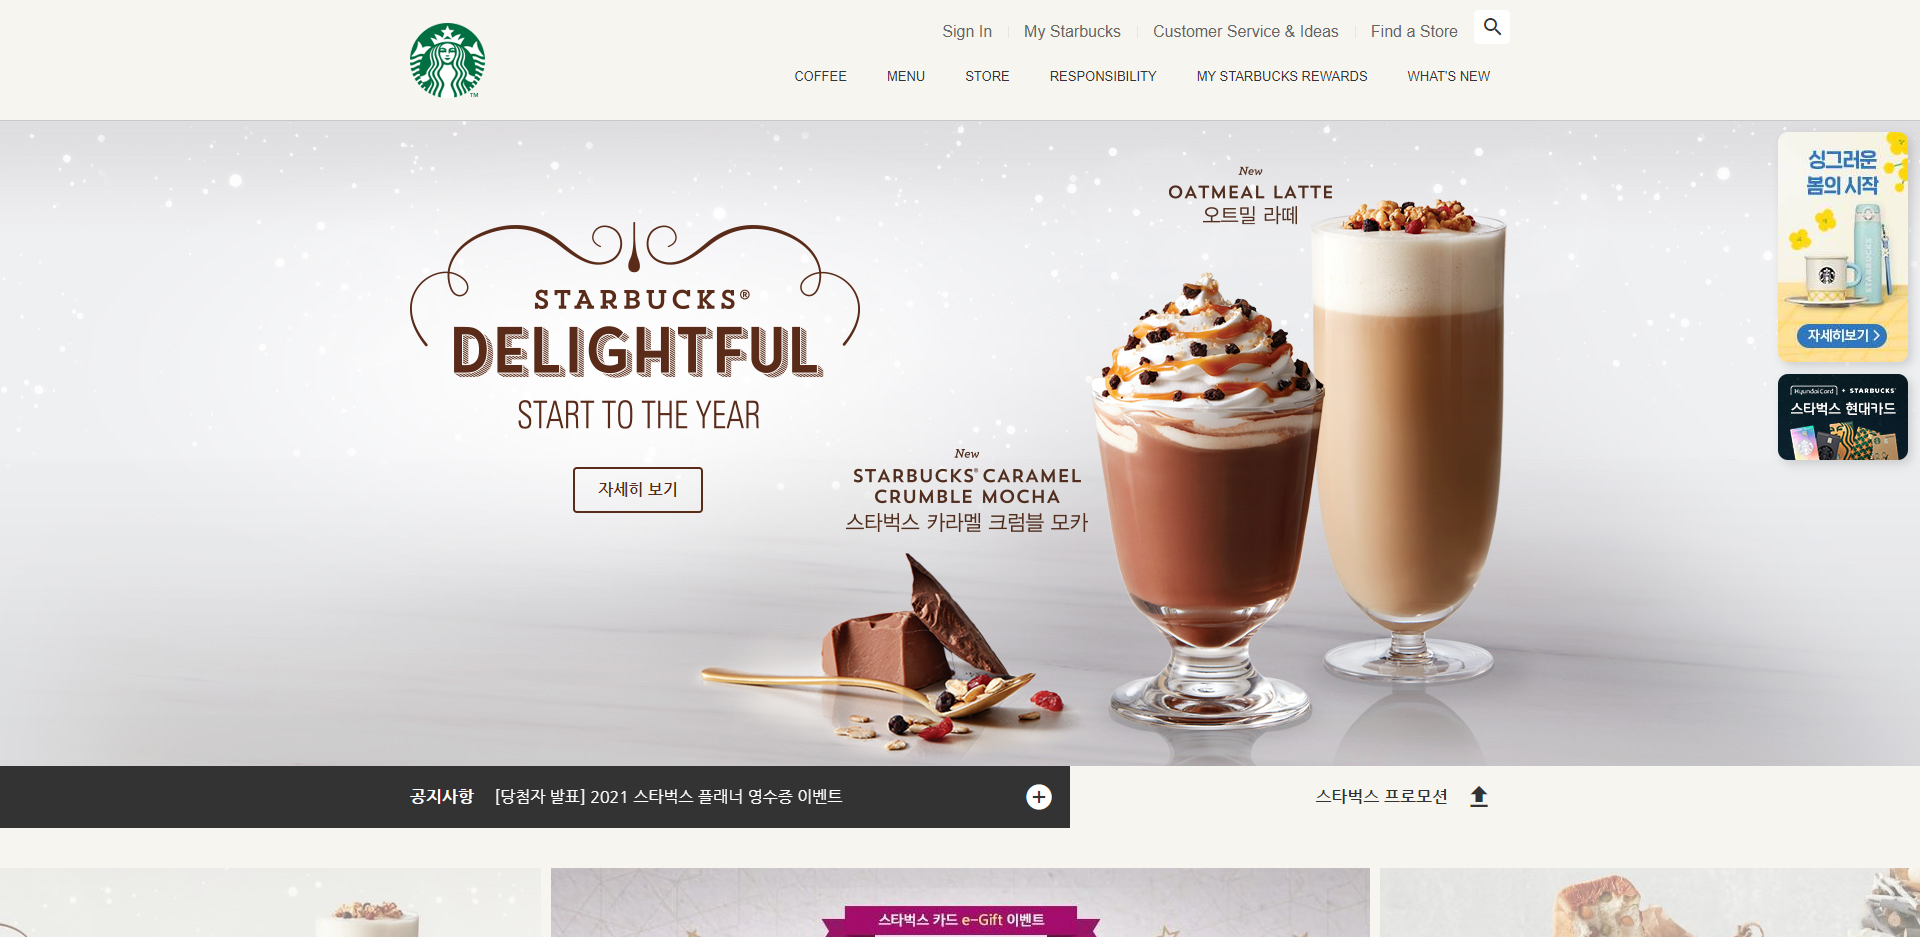 Sign In
My Starbucks
Customer Service & Ideas
Find a Store
COFFEE
MENU
STORE
RESPONSIBILITY
MY STARBUCKS REWARDS
WHAT'S NEW
TM
STARBUCKS®
DELIGHTFUL
START TO THE YEAR
자세히 보기
New
OATMEAL LATTE
오트밀 라떼
New
STARBUCKS® CARAMEL
CRUMBLE MOCHA
스타벅스 카라멜 크럼블 모카
싱그러운
봄의 시작
STARBUCKS
자세히보기 >
HyundaiCard + STARBUCKS
스타벅스 현대카드
공지사항 [당첨자 발표] 2021 스타벅스 플래너 영수증 이벤트
스타벅스 프로모션
스타벅스 카드 e-Gift 이벤트